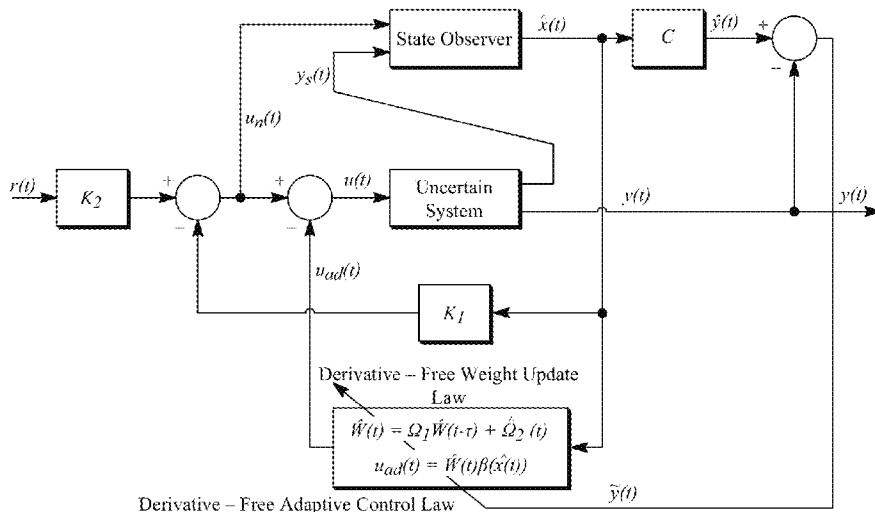 x̂(t)
ŷ(t)
State Observer
C
+
−
y_s(t)
u_n(t)
r(t)
K_2
+
−
+
−
u(t)
Uncertain
System
y(t)
y(t)
u_ad(t)
K_1
Derivative – Free Weight Update
Law
Ŵ(t) = Ω_1Ŵ(t-τ) + Ω̂_2 (t)
u_ad(t) = Ŵ(t)β(x̂(t))
Derivative – Free Adaptive Control Law
ỹ(t)